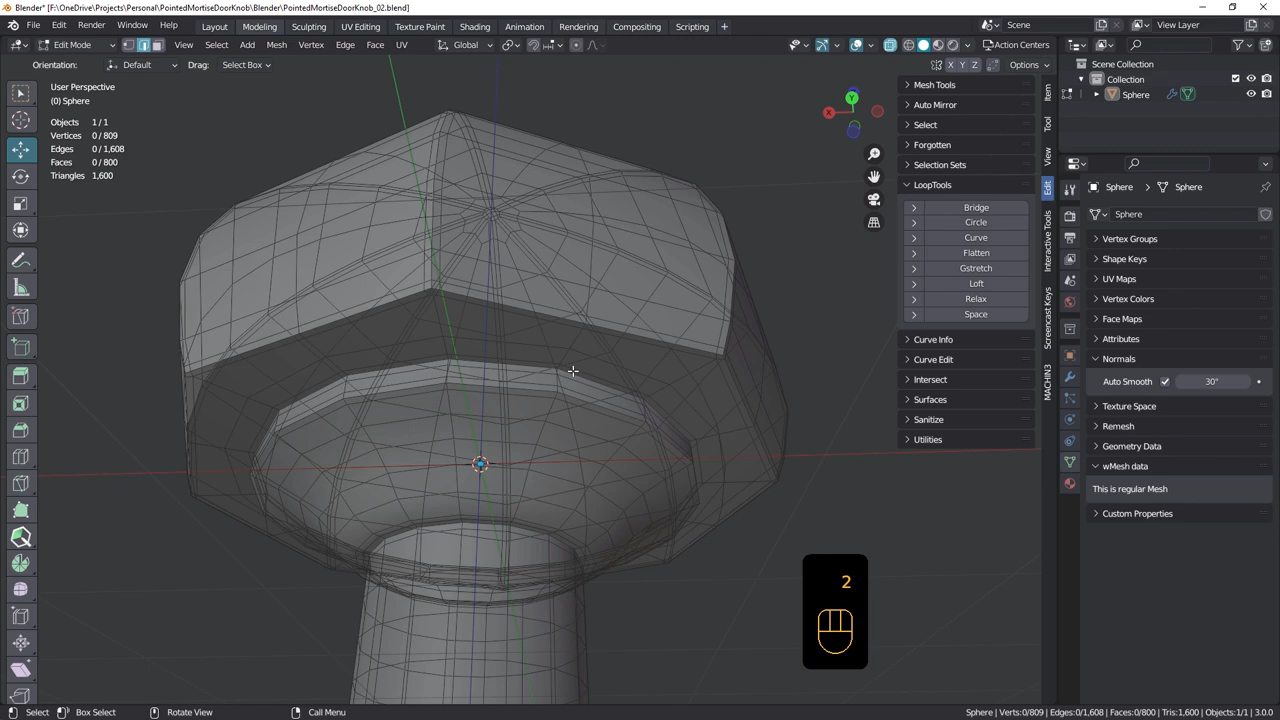 Blender* [F:\OneDrive\Projects\Personal\PointedMortiseDoorKnob\Blender\PointedMortiseDoorKnob_02.blend]
File Edit Render Window Help Layout Modeling Sculpting UV Editing Texture Paint Shading Animation Rendering Compositing Scripting + Scene View Layer
Edit Mode View Select Add Mesh Vertex Edge Face UV Global Action Centers
Orientation: Default Drag: Select Box X Y Z Options
User Perspective
(0) Sphere
Objects 1/1
Vertices 0/809
Edges 0/1,608
Faces 0/800
Triangles 1,600
Y
X
Mesh Tools
Auto Mirror
Select
Forgotten
Selection Sets
LoopTools
Bridge
Circle
Curve
Flatten
Gstretch
Loft
Relax
Space
Curve Info
Curve Edit
Intersect
Surfaces
Sanitize
Utilities
Item
Tool
View
Edit
Interactive Tools
Screencast Keys
MACHIN3
Scene Collection
Collection
Sphere
Sphere Sphere
Sphere
Vertex Groups
Shape Keys
UV Maps
Vertex Colors
Face Maps
Attributes
Normals
Auto Smooth 30°
Texture Space
Remesh
Geometry Data
wMesh data
This is regular Mesh
Custom Properties
2
Select Box Select Rotate View Call Menu Sphere | Verts:0/809 | Edges:0/1,608 | Faces:0/800 | Tris:1,600 | Objects:1/1 | 3.0.0